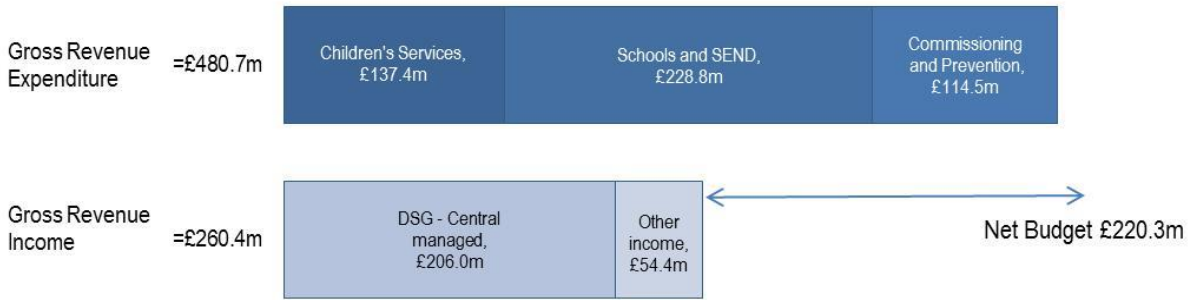 Gross Revenue
Expenditure
=£480.7m
Children's Services,
£137.4m
Schools and SEND,
£228.8m
Commissioning
and Prevention,
£114.5m
Gross Revenue
Income
=£260.4m
DSG - Central
managed,
£206.0m
Other
income,
£54.4m
Net Budget £220.3m